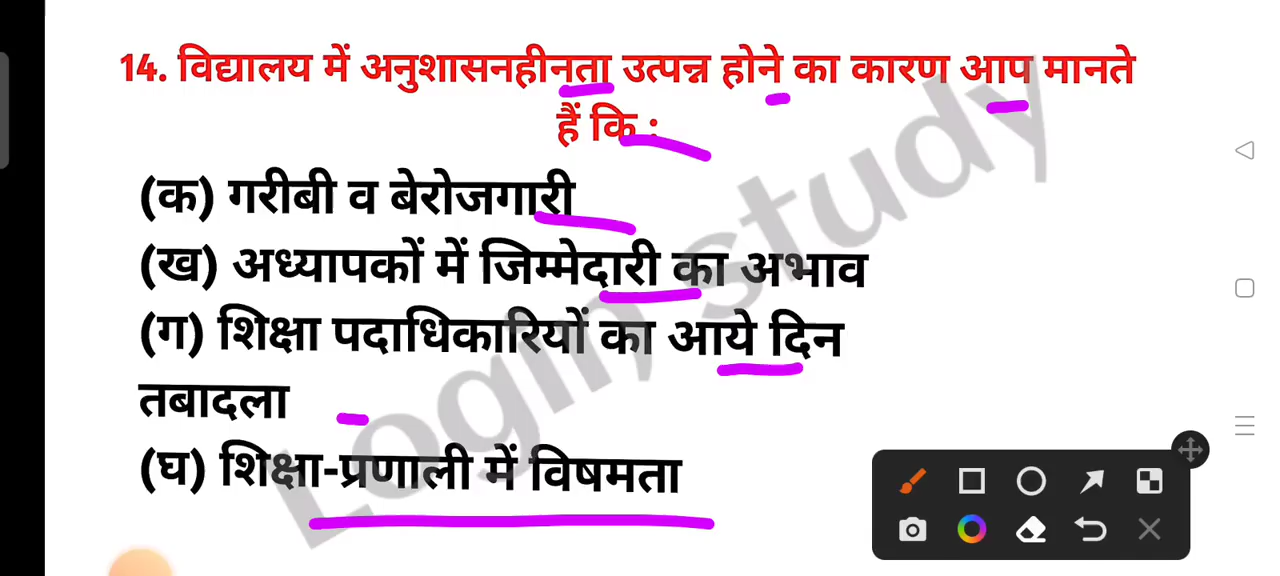 14. विद्यालय में अनुशासनहीनता उत्पन्न होने का कारण आप मानते
हैं कि :
(क) गरीबी व बेरोजगारी
(ख) अध्यापकों में जिम्मेदारी का अभाव
(ग) शिक्षा पदाधिकारियों का आये दिन
तबादला
(घ) शिक्षा-प्रणाली में विषमता
Login study